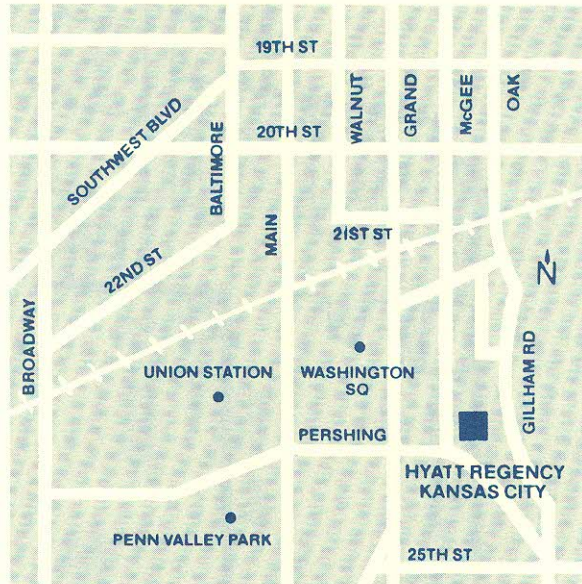 19TH ST
WALNUT
GRAND
McGEE
OAK
SOUTHWEST BLVD
BALTIMORE
20TH ST
MAIN
21ST ST
22ND ST
N
BROADWAY
UNION STATION
WASHINGTON
SQ
GILLHAM RD
PERSHING
HYATT REGENCY
KANSAS CITY
PENN VALLEY PARK
25TH ST